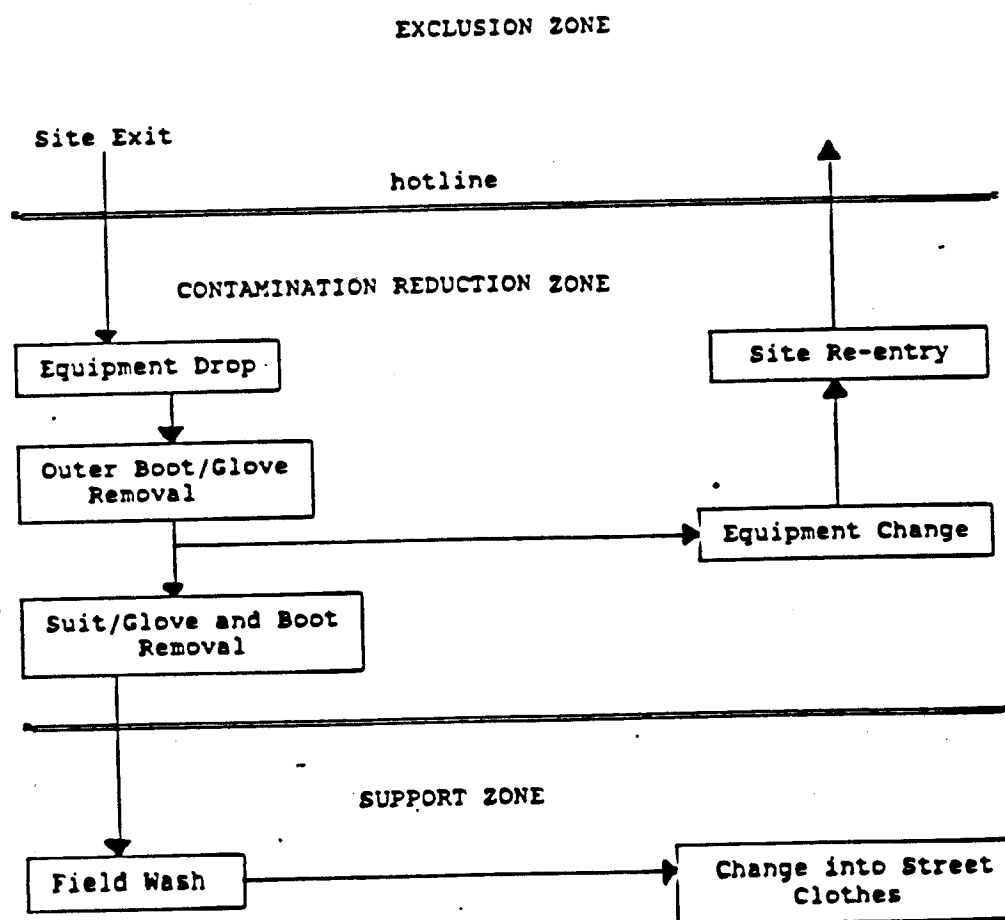 EXCLUSION ZONE
Site Exit
hotline
CONTAMINATION REDUCTION ZONE
Equipment Drop
Site Re-entry
Outer Boot/Glove
Removal
Equipment Change
Suit/Glove and Boot
Removal
SUPPORT ZONE
Field Wash
Change into Street
Clothes